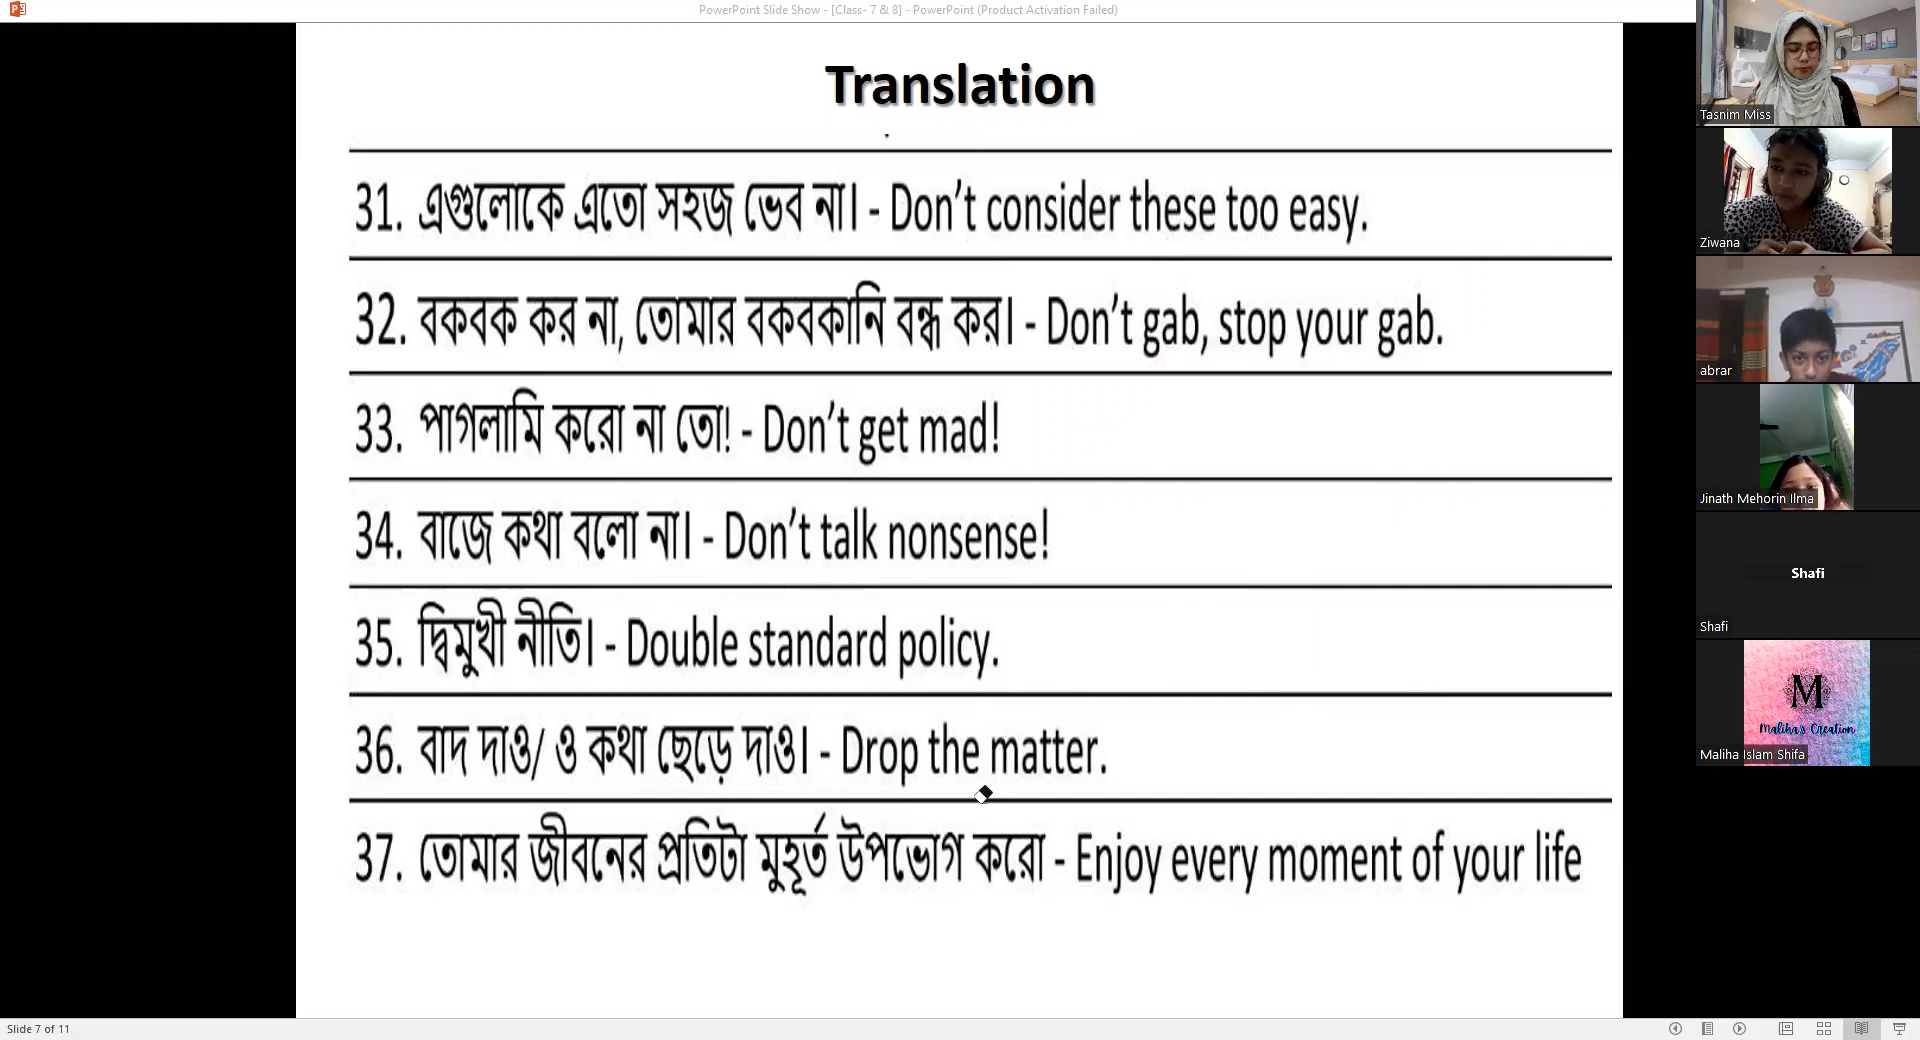 PowerPoint Slide Show - [Class- 7 & 8] - PowerPoint (Product Activation Failed)
Translation
31. এগুলোকে এতো সহজ ভেব না। - Don't consider these too easy.
32. বকবক কর না, তোমার বকবকানি বন্ধ কর। - Don't gab, stop your gab.
33. পাগলামি করো না তো! - Don't get mad!
34. বাজে কথা বলো না। - Don't talk nonsense!
35. দ্বিমুখী নীতি। - Double standard policy.
36. বাদ দাও/ ও কথা ছেড়ে দাও। - Drop the matter.
37. তোমার জীবনের প্রতিটা মুহূর্ত উপভোগ করো - Enjoy every moment of your life
Tasnim Miss
Ziwana
abrar
Jinath Mehorin Ilma
Shafi
Shafi
M
Maliha's Creation
Maliha Islam Shifa
Slide 7 of 11